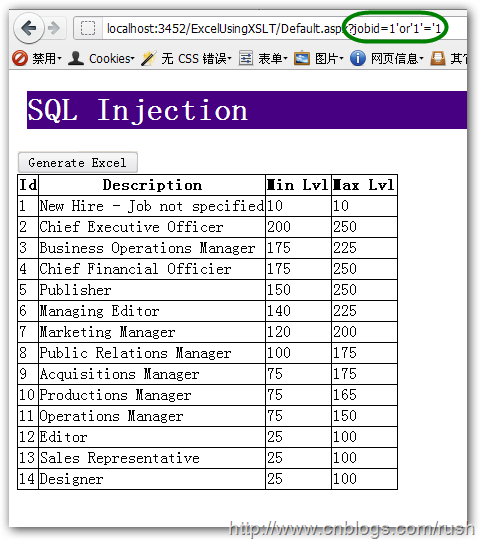 localhost:3452/ExcelUsingXSLT/Default.aspx?jobid=1'or'1'='1
禁用 Cookies 无 CSS 错误 表单 图片 网页信息 其
SQL Injection
Generate Excel
Id Description Min Lvl Max Lvl
1 New Hire - Job not specified 10 10
2 Chief Executive Officer 200 250
3 Business Operations Manager 175 225
4 Chief Financial Officier 175 250
5 Publisher 150 250
6 Managing Editor 140 225
7 Marketing Manager 120 200
8 Public Relations Manager 100 175
9 Acquisitions Manager 75 175
10 Productions Manager 75 165
11 Operations Manager 75 150
12 Editor 25 100
13 Sales Representative 25 100
14 Designer 25 100
http://www.cnblogs.com/rush